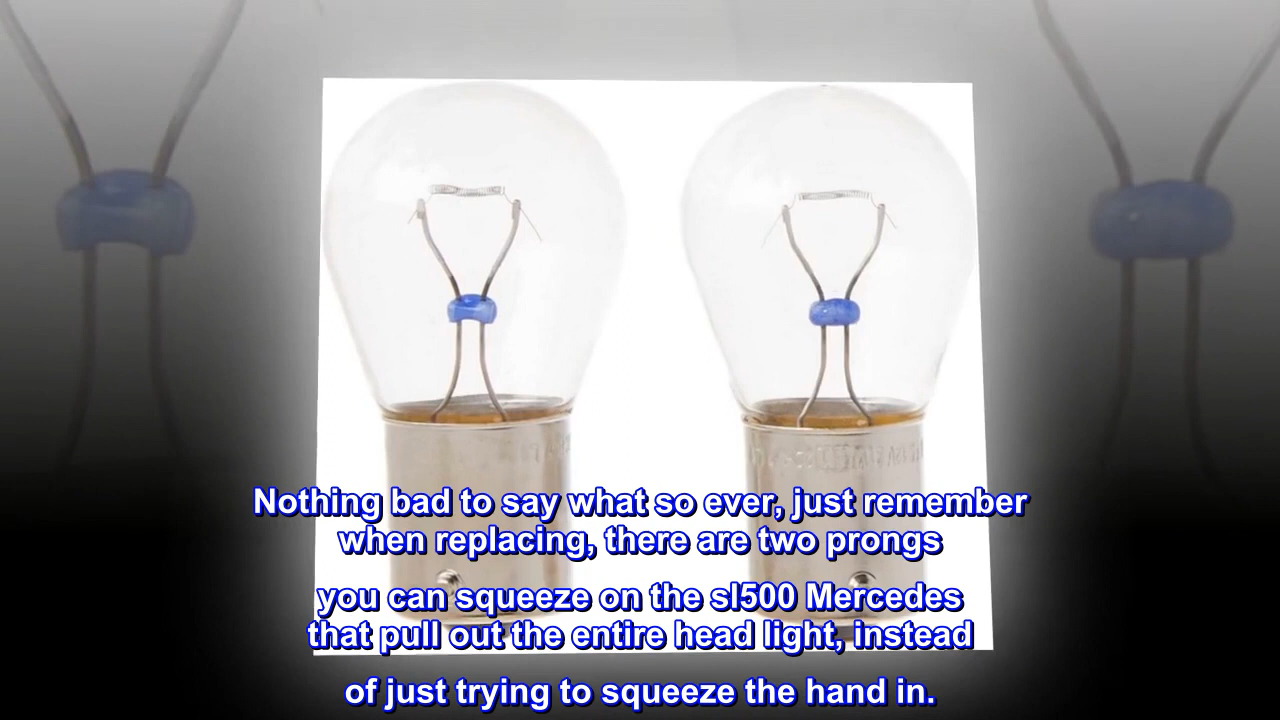 Nothing bad to say what so ever, just remember
when replacing, there are two prongs
you can squeeze on the sl500 Mercedes
that pull out the entire head light, instead
of just trying to squeeze the hand in.